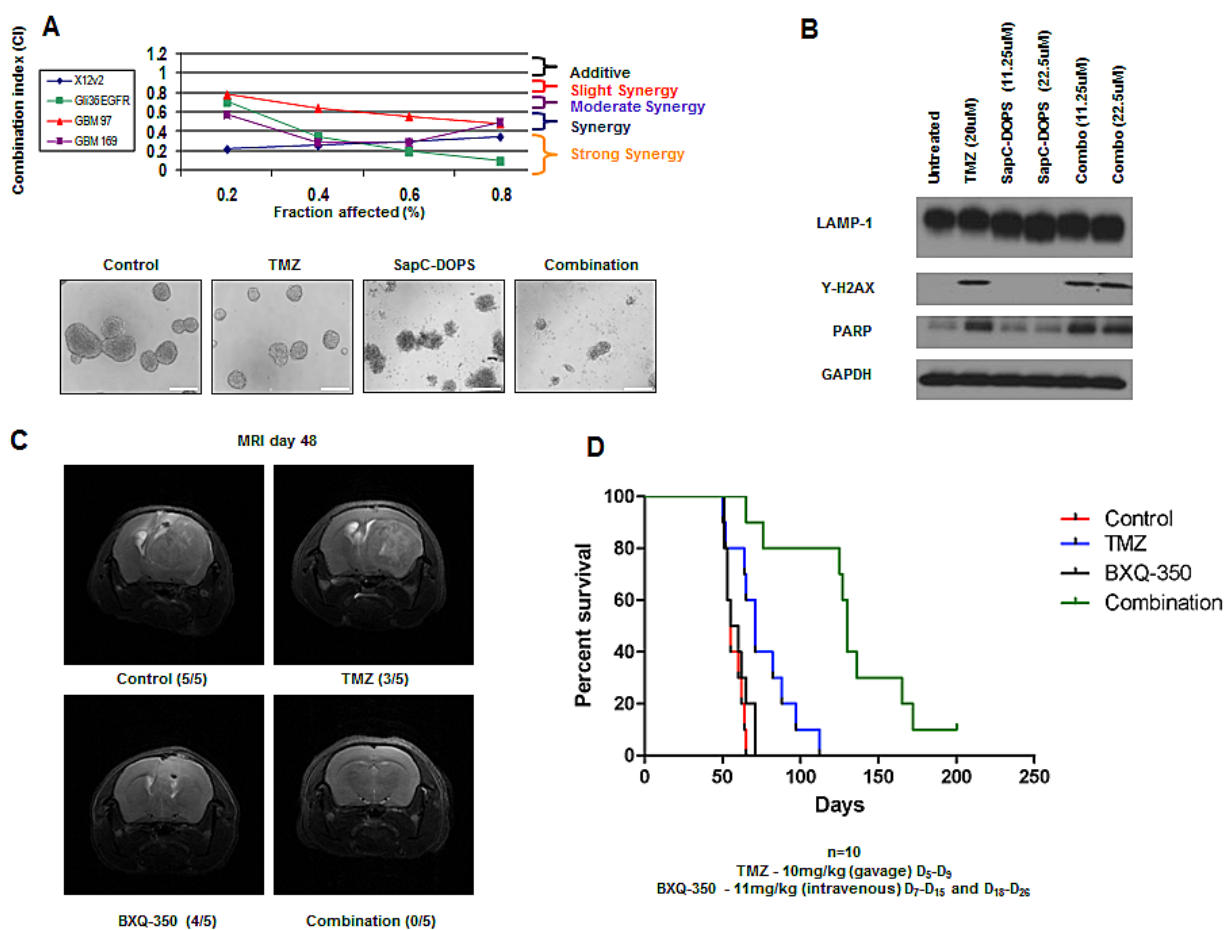 A
Combination index (CI)
1.2
1
0.8
0.6
0.4
0.2
0
X12v2
Gli36EGFR
GBM 97
GBM 169
Additive
Slight Synergy
Moderate Synergy
Synergy
Strong Synergy
0.2 0.4 0.6 0.8
Fraction affected (%)
Control
TMZ
SapC-DOPS
Combination
B
Untreated
TMZ (20uM)
SapC-DOPS (11.25uM)
SapC-DOPS (22.5uM)
Combo (11.25uM)
Combo (22.5uM)
LAMP-1
Y-H2AX
PARP
GAPDH
C
MRI day 48
Control (5/5)
TMZ (3/5)
BXQ-350 (4/5)
Combination (0/5)
D
Percent survival
100
80
60
40
20
0
0 50 100 150 200 250
Days
Control
TMZ
BXQ-350
Combination
n=10
TMZ - 10mg/kg (gavage) D5-D9
BXQ-350 - 11mg/kg (intravenous) D7-D15 and D18-D26